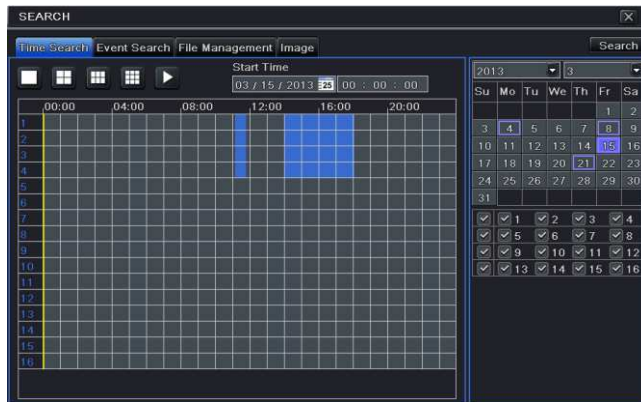 SEARCH
Time Search Event Search File Management Image Search
Start Time
03 / 15 / 2013 25 00 : 00 : 00
2013 3
Su Mo Tu We Th Fr Sa
1 2
3 4 5 6 7 8 9
10 11 12 13 14 15 16
17 18 19 20 21 22 23
24 25 26 27 28 29 30
31
00:00 04:00 08:00 12:00 16:00 20:00
1
2
3
4
5
6
7
8
9
10
11
12
13
14
15
16
1 2 3 4
5 6 7 8
9 10 11 12
13 14 15 16